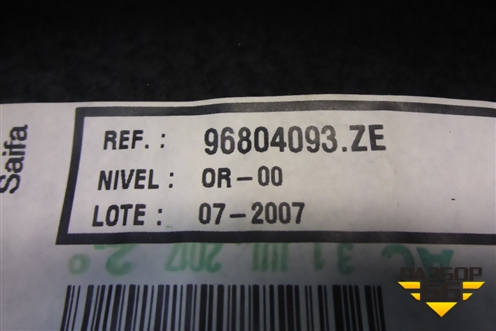 Saifa
REF.: 96804093.ZE
NIVEL: OR-00
LOTE: 07-2007